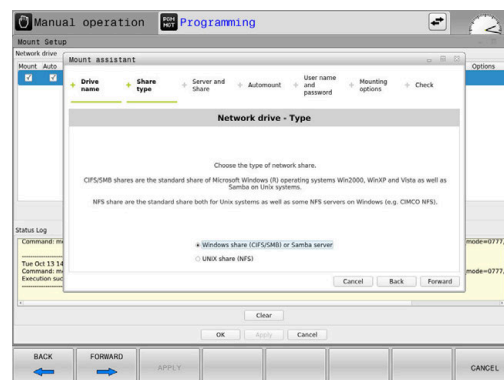 Manual operation
PGM
MGT
Programming
Mount Setup
Network drive
Mount Auto
Options
Mount assistant
Drive name
Share type
Server and Share
Automount
User name and password
Mounting options
Check
Network drive - Type
Choose the type of network share.
CIFS/SMB shares are the standard share of Microsoft Windows (R) operating systems Win2000, WinXP and Vista as well as
Samba on Unix systems.
NFS share are the standard share both for Unix systems as well as some NFS servers on Windows (e.g. CIMCO NFS).
Windows share (CIFS/SMB) or Samba server
UNIX share (NFS)
Cancel Back Forward
Status Log
Command: m
mode=0777,
Tue Oct 13 14
Command: m
mode=0777,
Execution suc
Clear
OK Apply Cancel
BACK FORWARD APPLY CANCEL